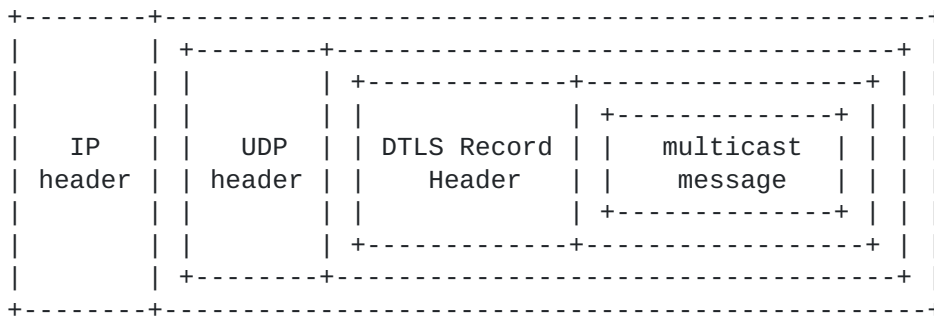 IP UDP DTLS Record multicast
header header Header message